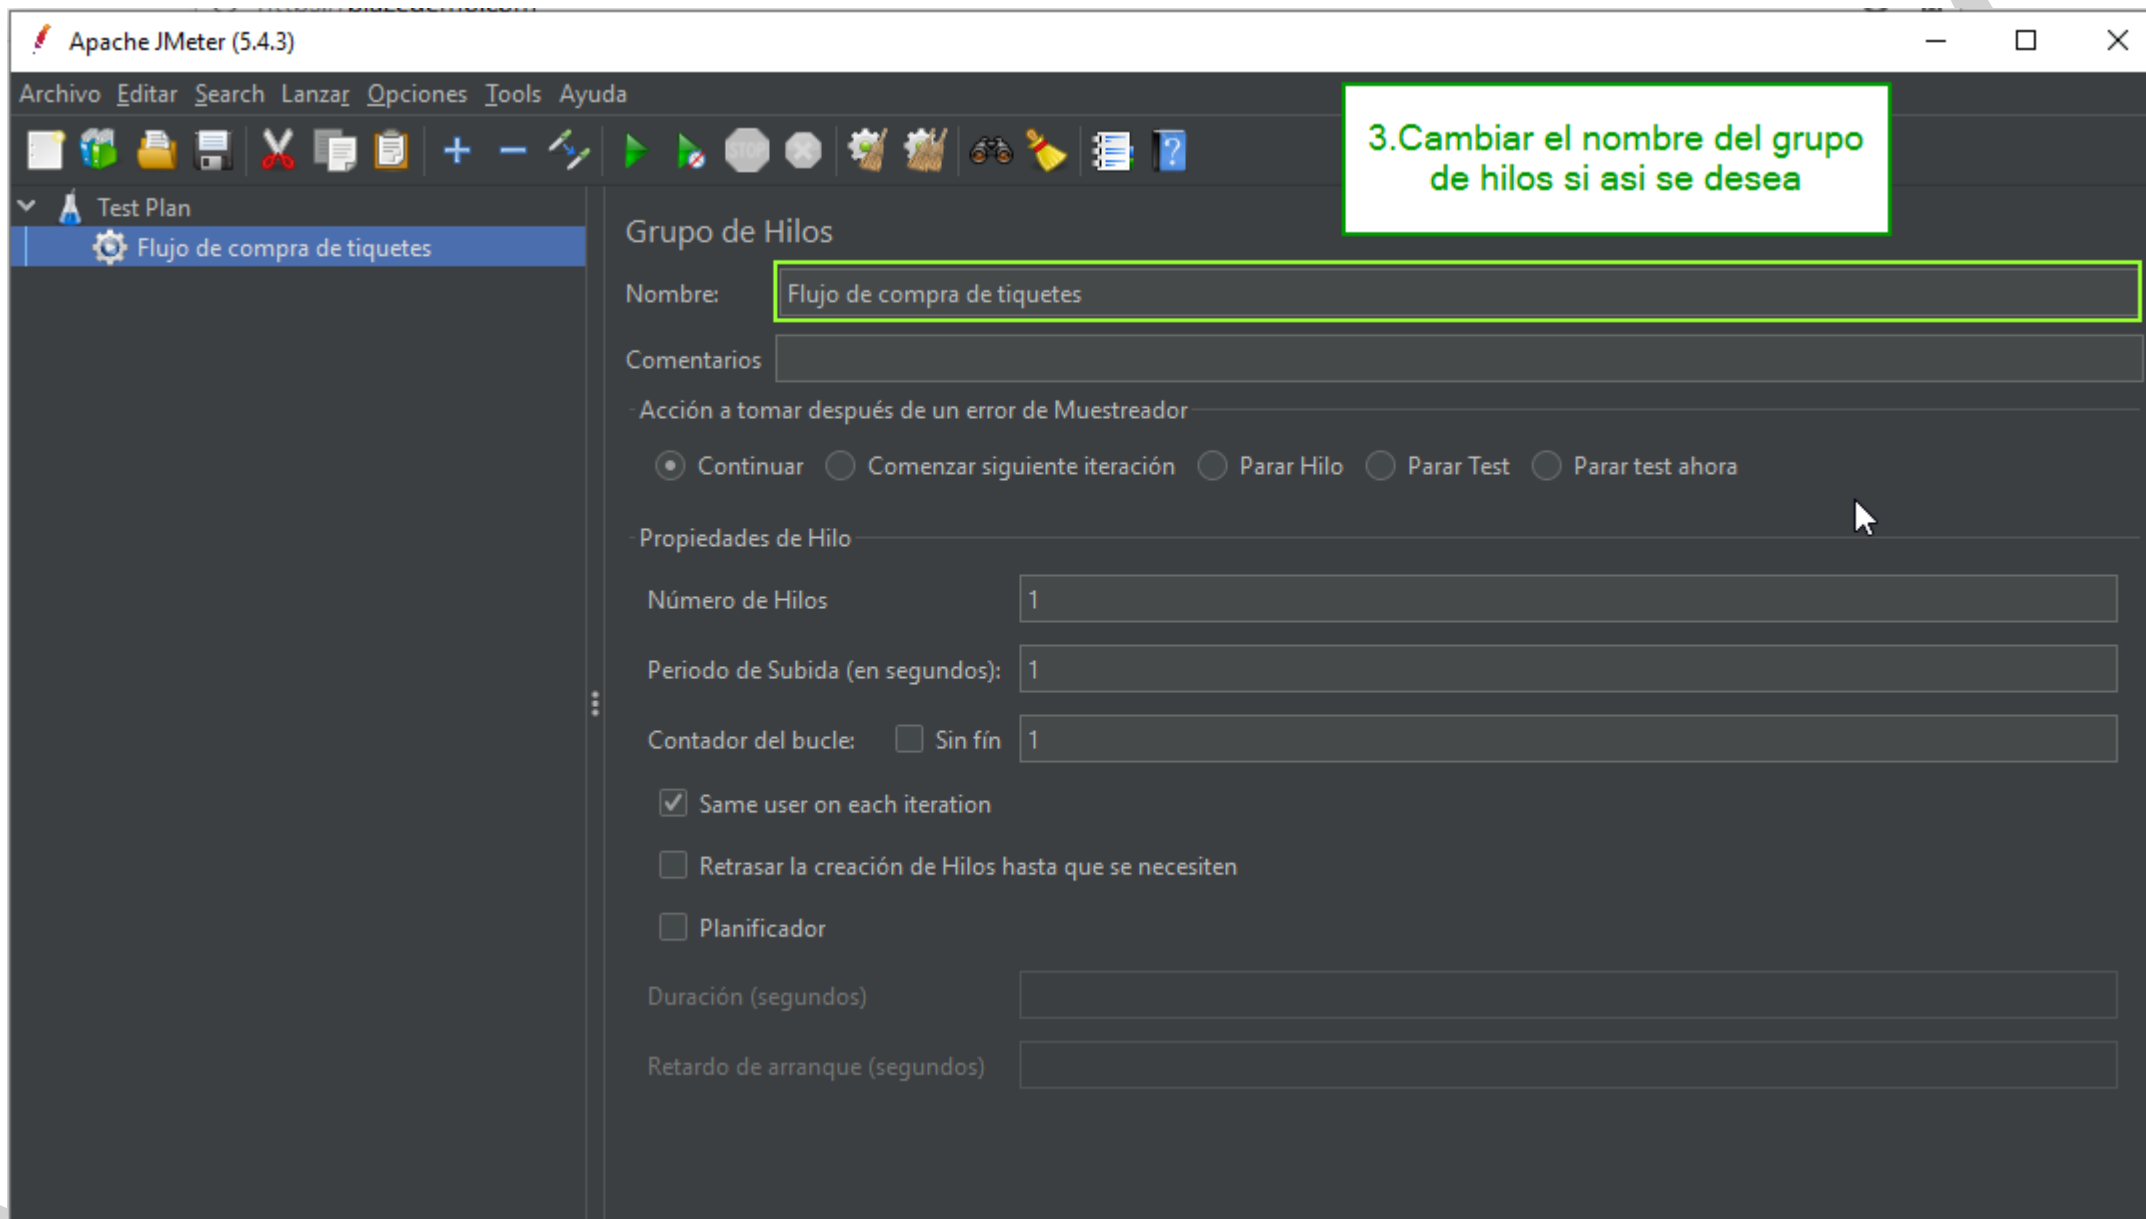 Apache JMeter (5.4.3)
Archivo Editar Search Lanzar Opciones Tools Ayuda
3.Cambiar el nombre del grupo
de hilos si asi se desea
STOP
Test Plan
Flujo de compra de tiquetes
Grupo de Hilos
Nombre: Flujo de compra de tiquetes
Comentarios
Acción a tomar después de un error de Muestreador
Continuar Comenzar siguiente iteración Parar Hilo Parar Test Parar test ahora
Propiedades de Hilo
Número de Hilos 1
Periodo de Subida (en segundos): 1
Contador del bucle: Sin fín 1
Same user on each iteration
Retrasar la creación de Hilos hasta que se necesiten
Planificador
Duración (segundos)
Retardo de arranque (segundos)